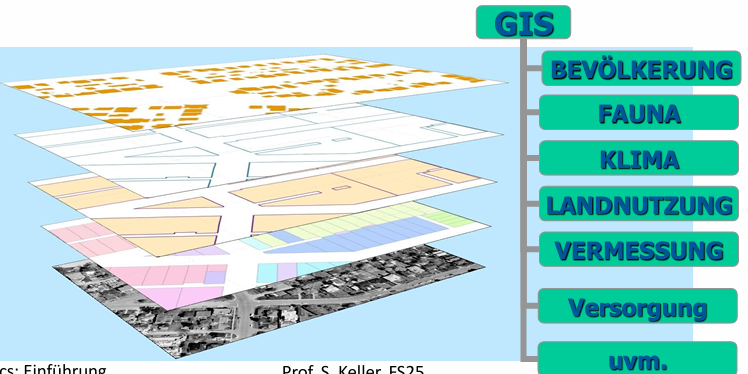 GIS
BEVÖLKERUNG
FAUNA
KLIMA
LANDNUTZUNG
VERMESSUNG
Versorgung
uvm.
cs: Einführung
Prof. S. Keller, FS25